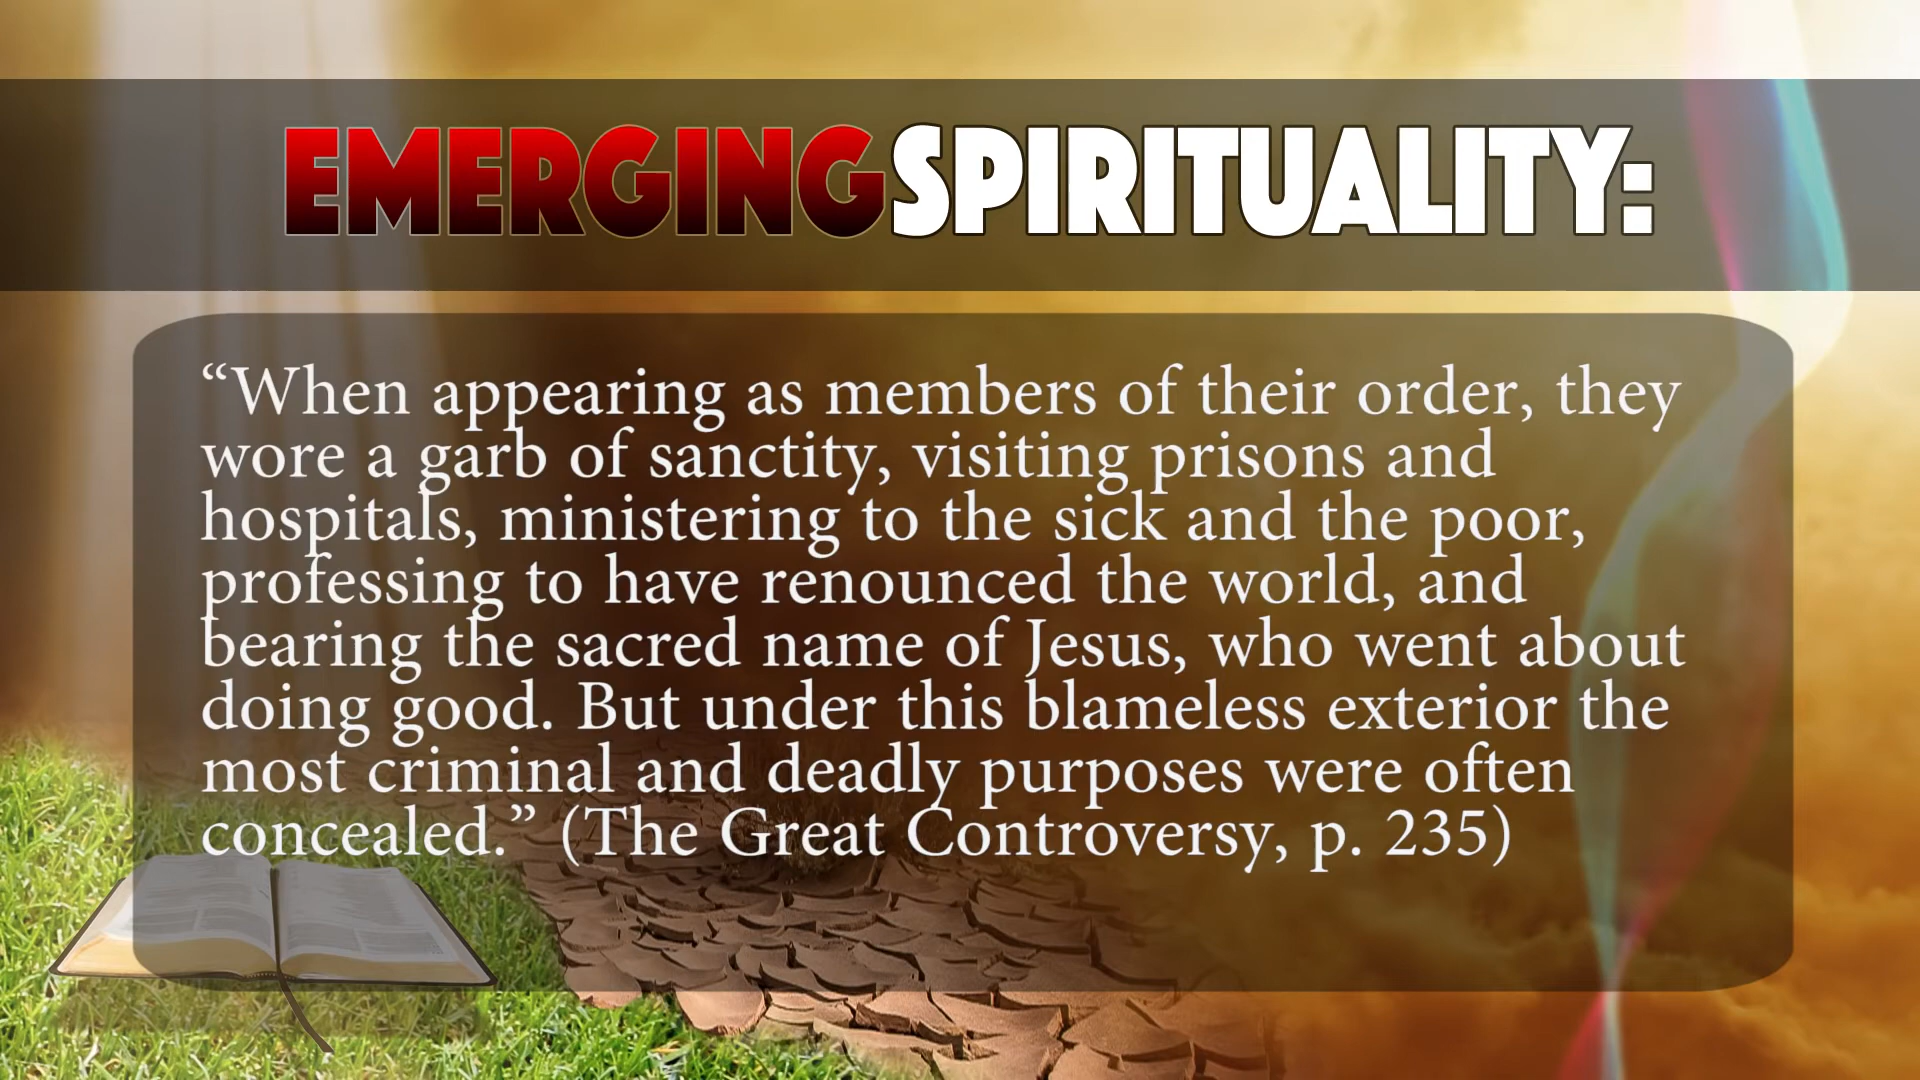 EMERGING SPIRITUALITY:
“When appearing as members of their order, they
wore a garb of sanctity, visiting prisons and
hospitals, ministering to the sick and the poor,
professing to have renounced the world, and
bearing the sacred name of Jesus, who went about
doing good. But under this blameless exterior the
most criminal and deadly purposes were often
concealed.” (The Great Controversy, p. 235)